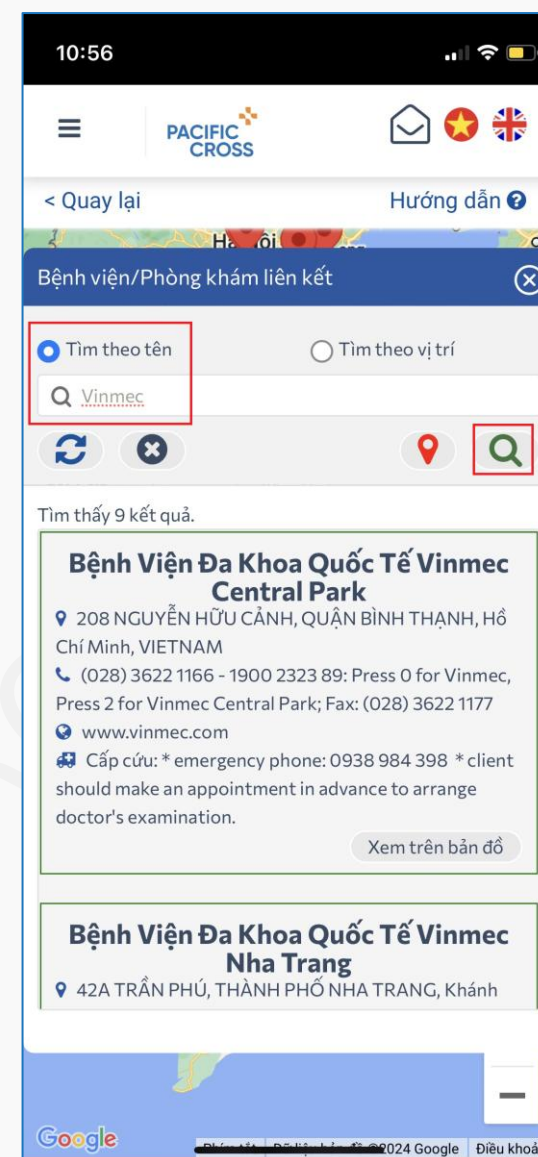 10:56
PACIFIC
CROSS
< Quay lại
Hướng dẫn ?
Bệnh viện/Phòng khám liên kết
Tìm theo tên
Tìm theo vị trí
Vinmec
Tìm thấy 9 kết quả.
Bệnh Viện Đa Khoa Quốc Tế Vinmec
Central Park
208 NGUYỄN HỮU CẢNH, QUẬN BÌNH THẠNH, Hồ
Chí Minh, VIETNAM
(028) 3622 1166 - 1900 2323 89: Press 0 for Vinmec,
Press 2 for Vinmec Central Park; Fax: (028) 3622 1177
www.vinmec.com
Cấp cứu: * emergency phone: 0938 984 398 * client
should make an appointment in advance to arrange
doctor's examination.
Xem trên bản đồ
Bệnh Viện Đa Khoa Quốc Tế Vinmec
Nha Trang
42A TRẦN PHÚ, THÀNH PHỐ NHA TRANG, Khánh
Google
©2024 Google
Điều khoả